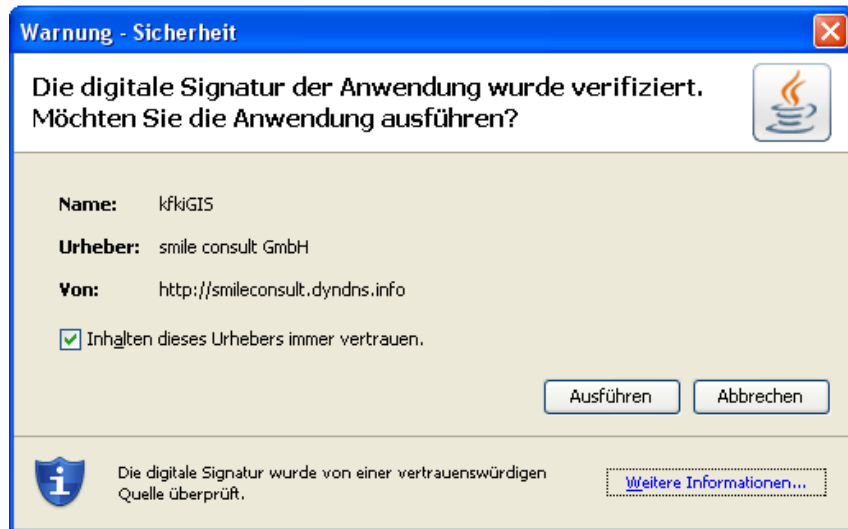 Warnung - Sicherheit
Die digitale Signatur der Anwendung wurde verifiziert.
Möchten Sie die Anwendung ausführen?
Name: kfkiGIS
Urheber: smile consult GmbH
Von: http://smileconsult.dyndns.info
Inhalten dieses Urhebers immer vertrauen.
Ausführen Abbrechen
Die digitale Signatur wurde von einer vertrauenswürdigen
Quelle überprüft.
Weitere Informationen...